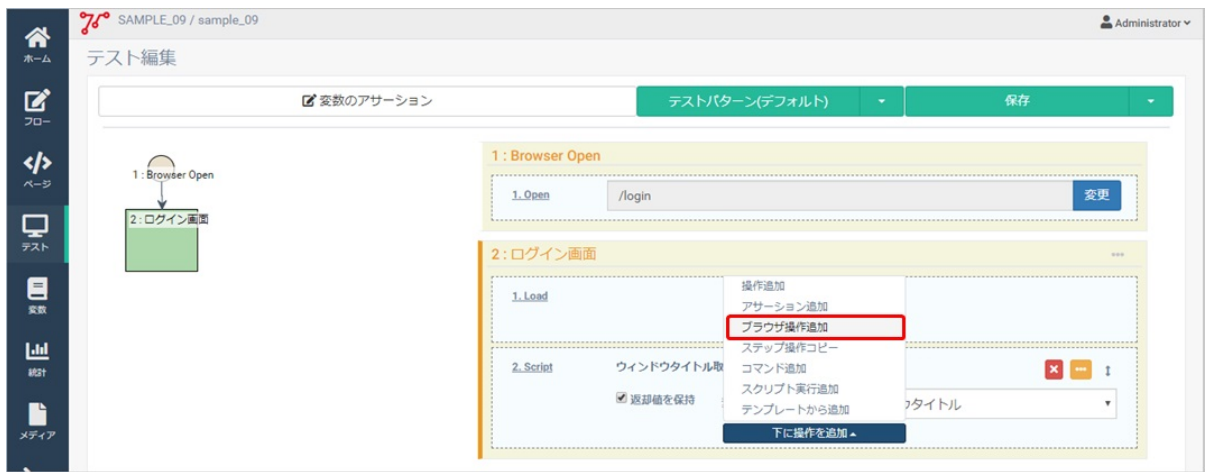 SAMPLE_09 / sample_09
Administrator
ホーム
テスト編集
フロー
変数のアサーション
テストパターン(デフォルト)
保存
ページ
1 : Browser Open
2 : ログイン画面
テスト
変数
統計
メディア
1 : Browser Open
1. Open
/login
変更
2 : ログイン画面
1. Load
操作追加
アサーション追加
ブラウザ操作追加
ステップ操作コピー
コマンド追加
スクリプト実行追加
テンプレートから追加
下に操作を追加
2. Script
ウィンドウタイトル取
返却値を保持
ウタイトル